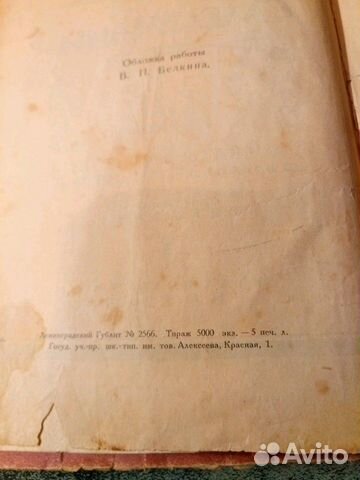 Обложка работы
В. П. Белкина.
Ленинградский Гублит № 2566. Тираж 5000 экз. — 5 печ. л.
Госуд. уч.-пр. шк.-тип. им. тов. Алексеева, Красная, 1.
Avito